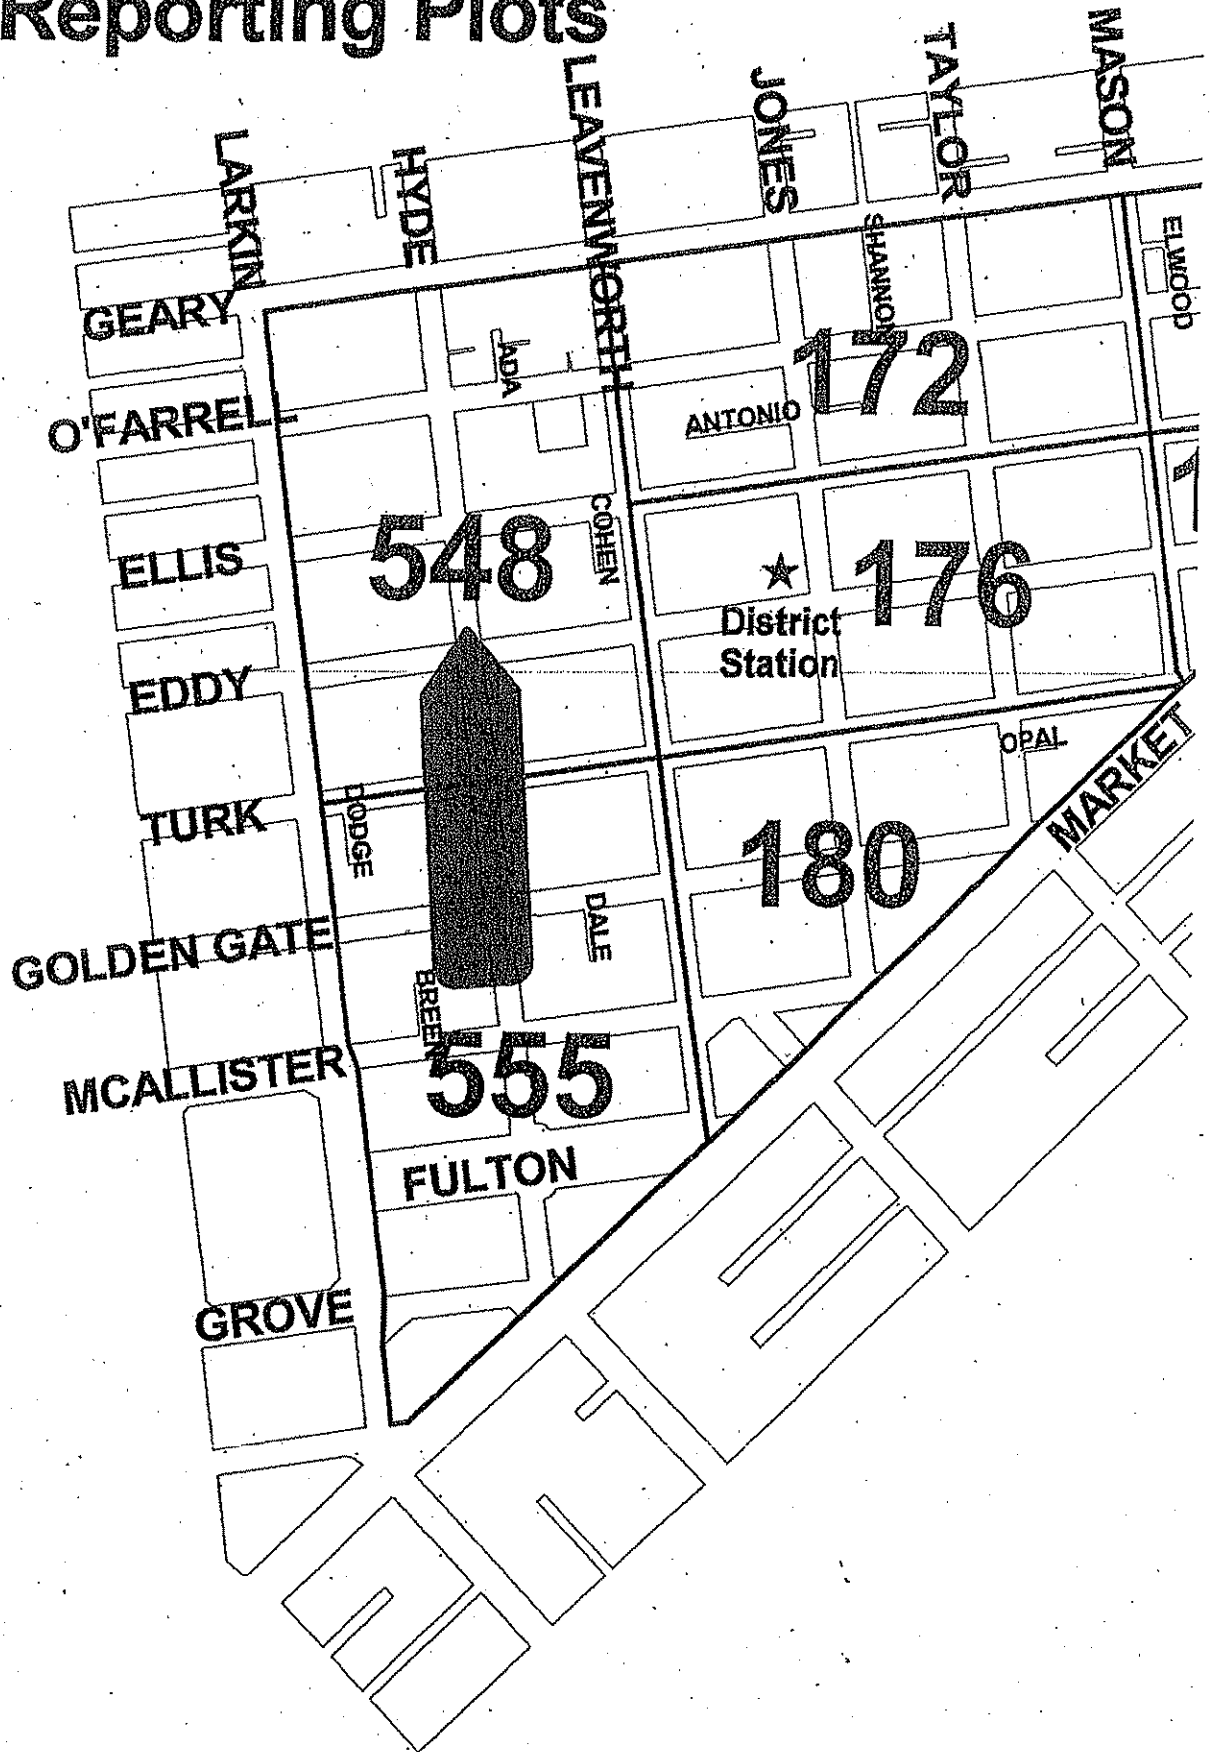 Reporting Plots
MASON
TAYLOR
LEAVENWORTH
JONES
LARKIN
HYDE
SHANNON
ELWOOD
GEARY
ADA
172
O'FARRELL
ANTONIO
548
COHEN
ELLIS
176
District
Station
EDDY
OPAL
MARKET
TURK
DODGE
180
GOLDEN GATE
DALE
BREEN
555
MCALLISTER
FULTON
GROVE